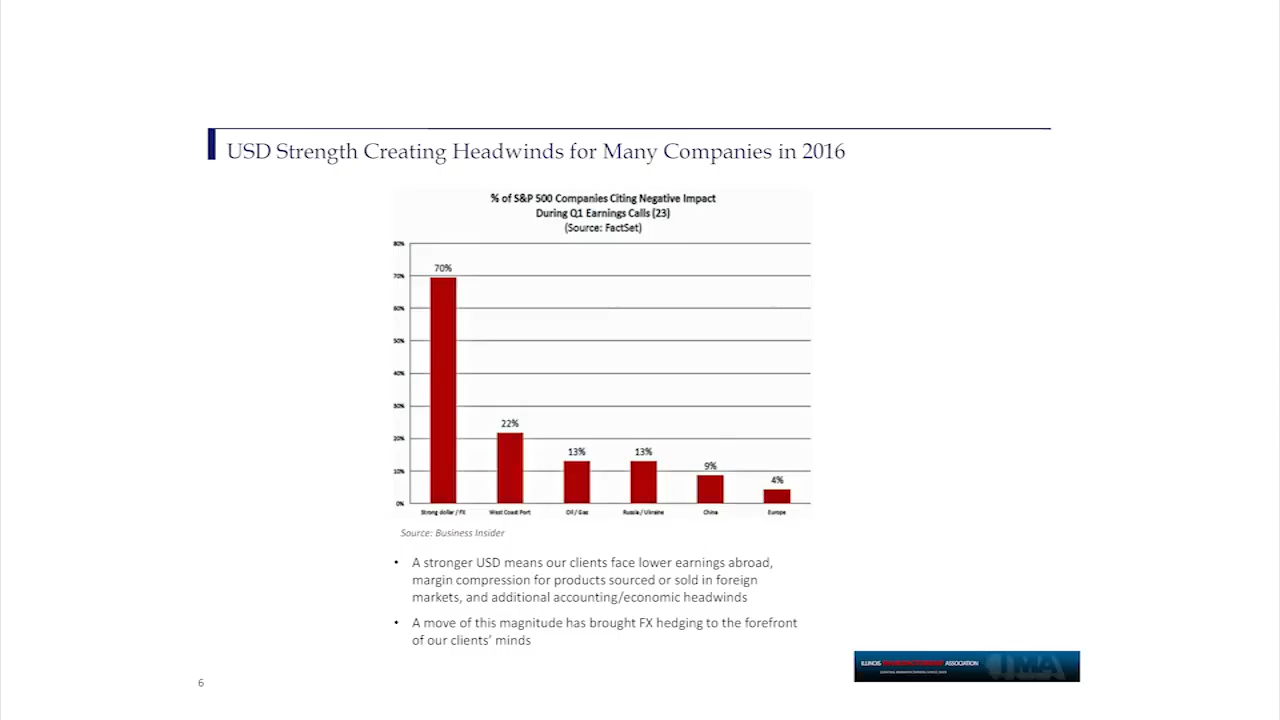 USD Strength Creating Headwinds for Many Companies in 2016
% of S&P 500 Companies Citing Negative Impact
During Q1 Earnings Calls (23)
(Source: FactSet)
80%
70%
60%
50%
40%
30%
20%
10%
0%
70%
22%
13%
13%
9%
4%
Strong dollar / FX
West Coast Port
Oil / Gas
Russia / Ukraine
China
Europe
Source: Business Insider
• A stronger USD means our clients face lower earnings abroad,
margin compression for products sourced or sold in foreign
markets, and additional accounting/economic headwinds
• A move of this magnitude has brought FX hedging to the forefront
of our clients’ minds
ILLINOIS ASSOCIATION
IMA
6